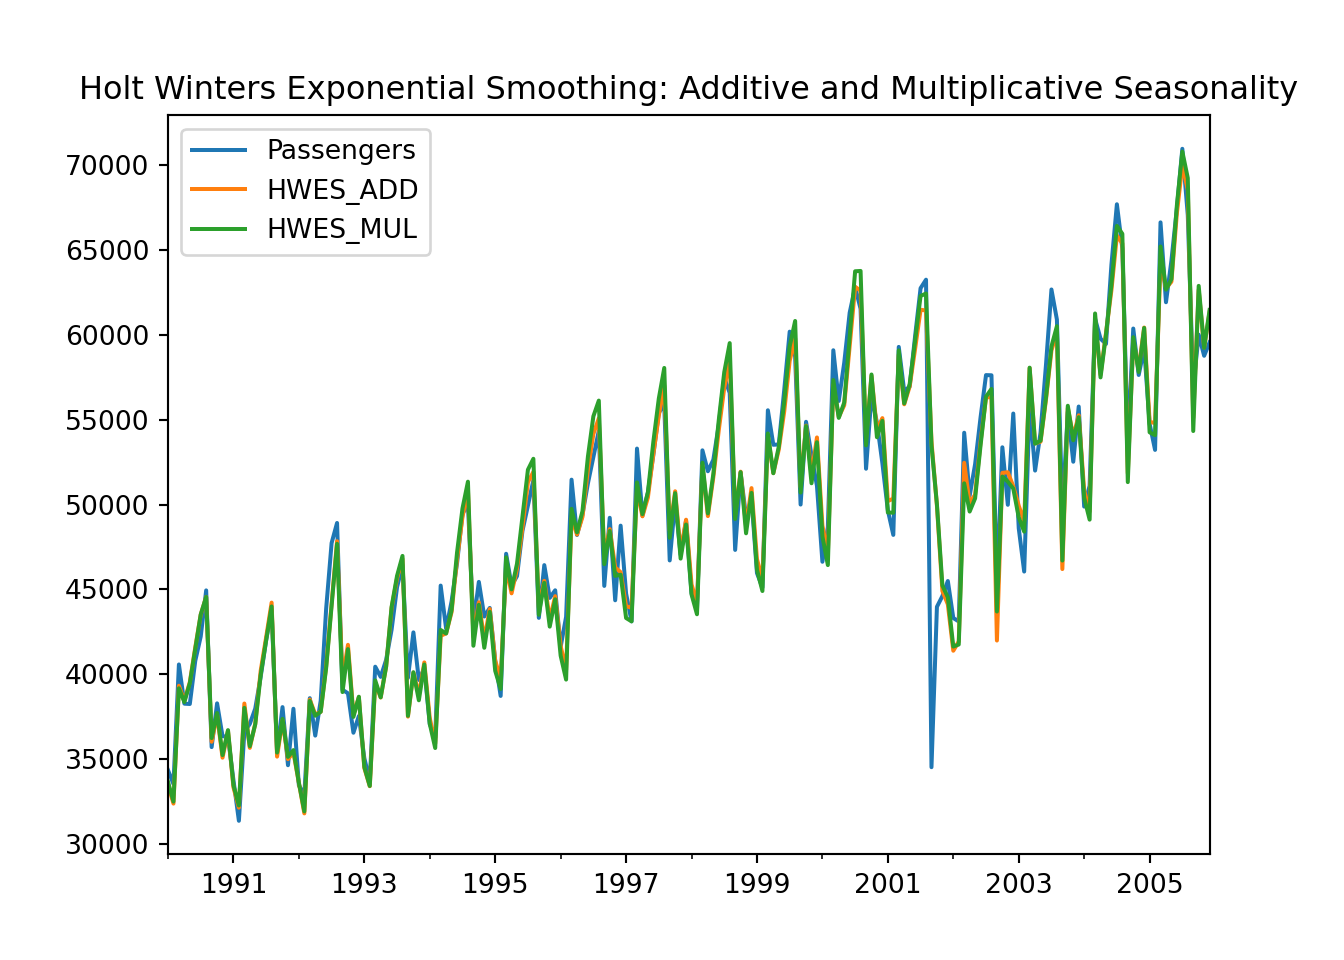 Holt Winters Exponential Smoothing: Additive and Multiplicative Seasonality
Passengers
HWES_ADD
HWES_MUL
70000
65000
60000
55000
50000
45000
40000
35000
30000
1991 1993 1995 1997 1999 2001 2003 2005